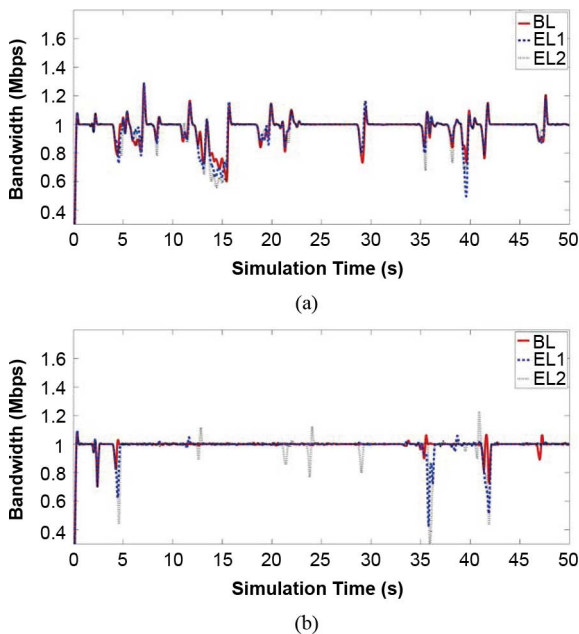 1.6
1.4
1.2
1
0.8
0.6
0.4
Bandwidth (Mbps)
BL
EL1
EL2
0 5 10 15 20 25 30 35 40 45 50
Simulation Time (s)
(a)
1.6
1.4
1.2
1
0.8
0.6
0.4
Bandwidth (Mbps)
BL
EL1
EL2
0 5 10 15 20 25 30 35 40 45 50
Simulation Time (s)
(b)